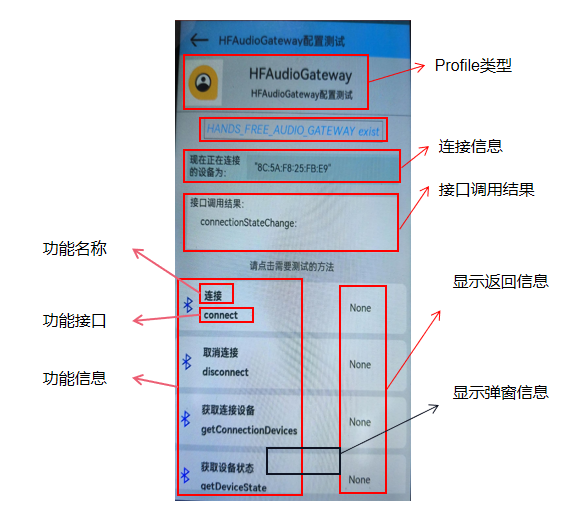 HFAudioGateway配置测试
HFAudioGateway
HFAudioGateway配置测试
HANDS_FREE_AUDIO_GATEWAY exist
现在正在连接
的设备为:
"8C:5A:F8:25:FB:E9"
接口调用结果:
connectionStateChange:
请点击需要测试的方法
连接
connect
None
取消连接
disconnect
None
获取连接设备
getConnectionDevices
None
获取设备状态
getDeviceState
None
Profile类型
连接信息
接口调用结果
功能名称
功能接口
功能信息
显示返回信息
显示弹窗信息